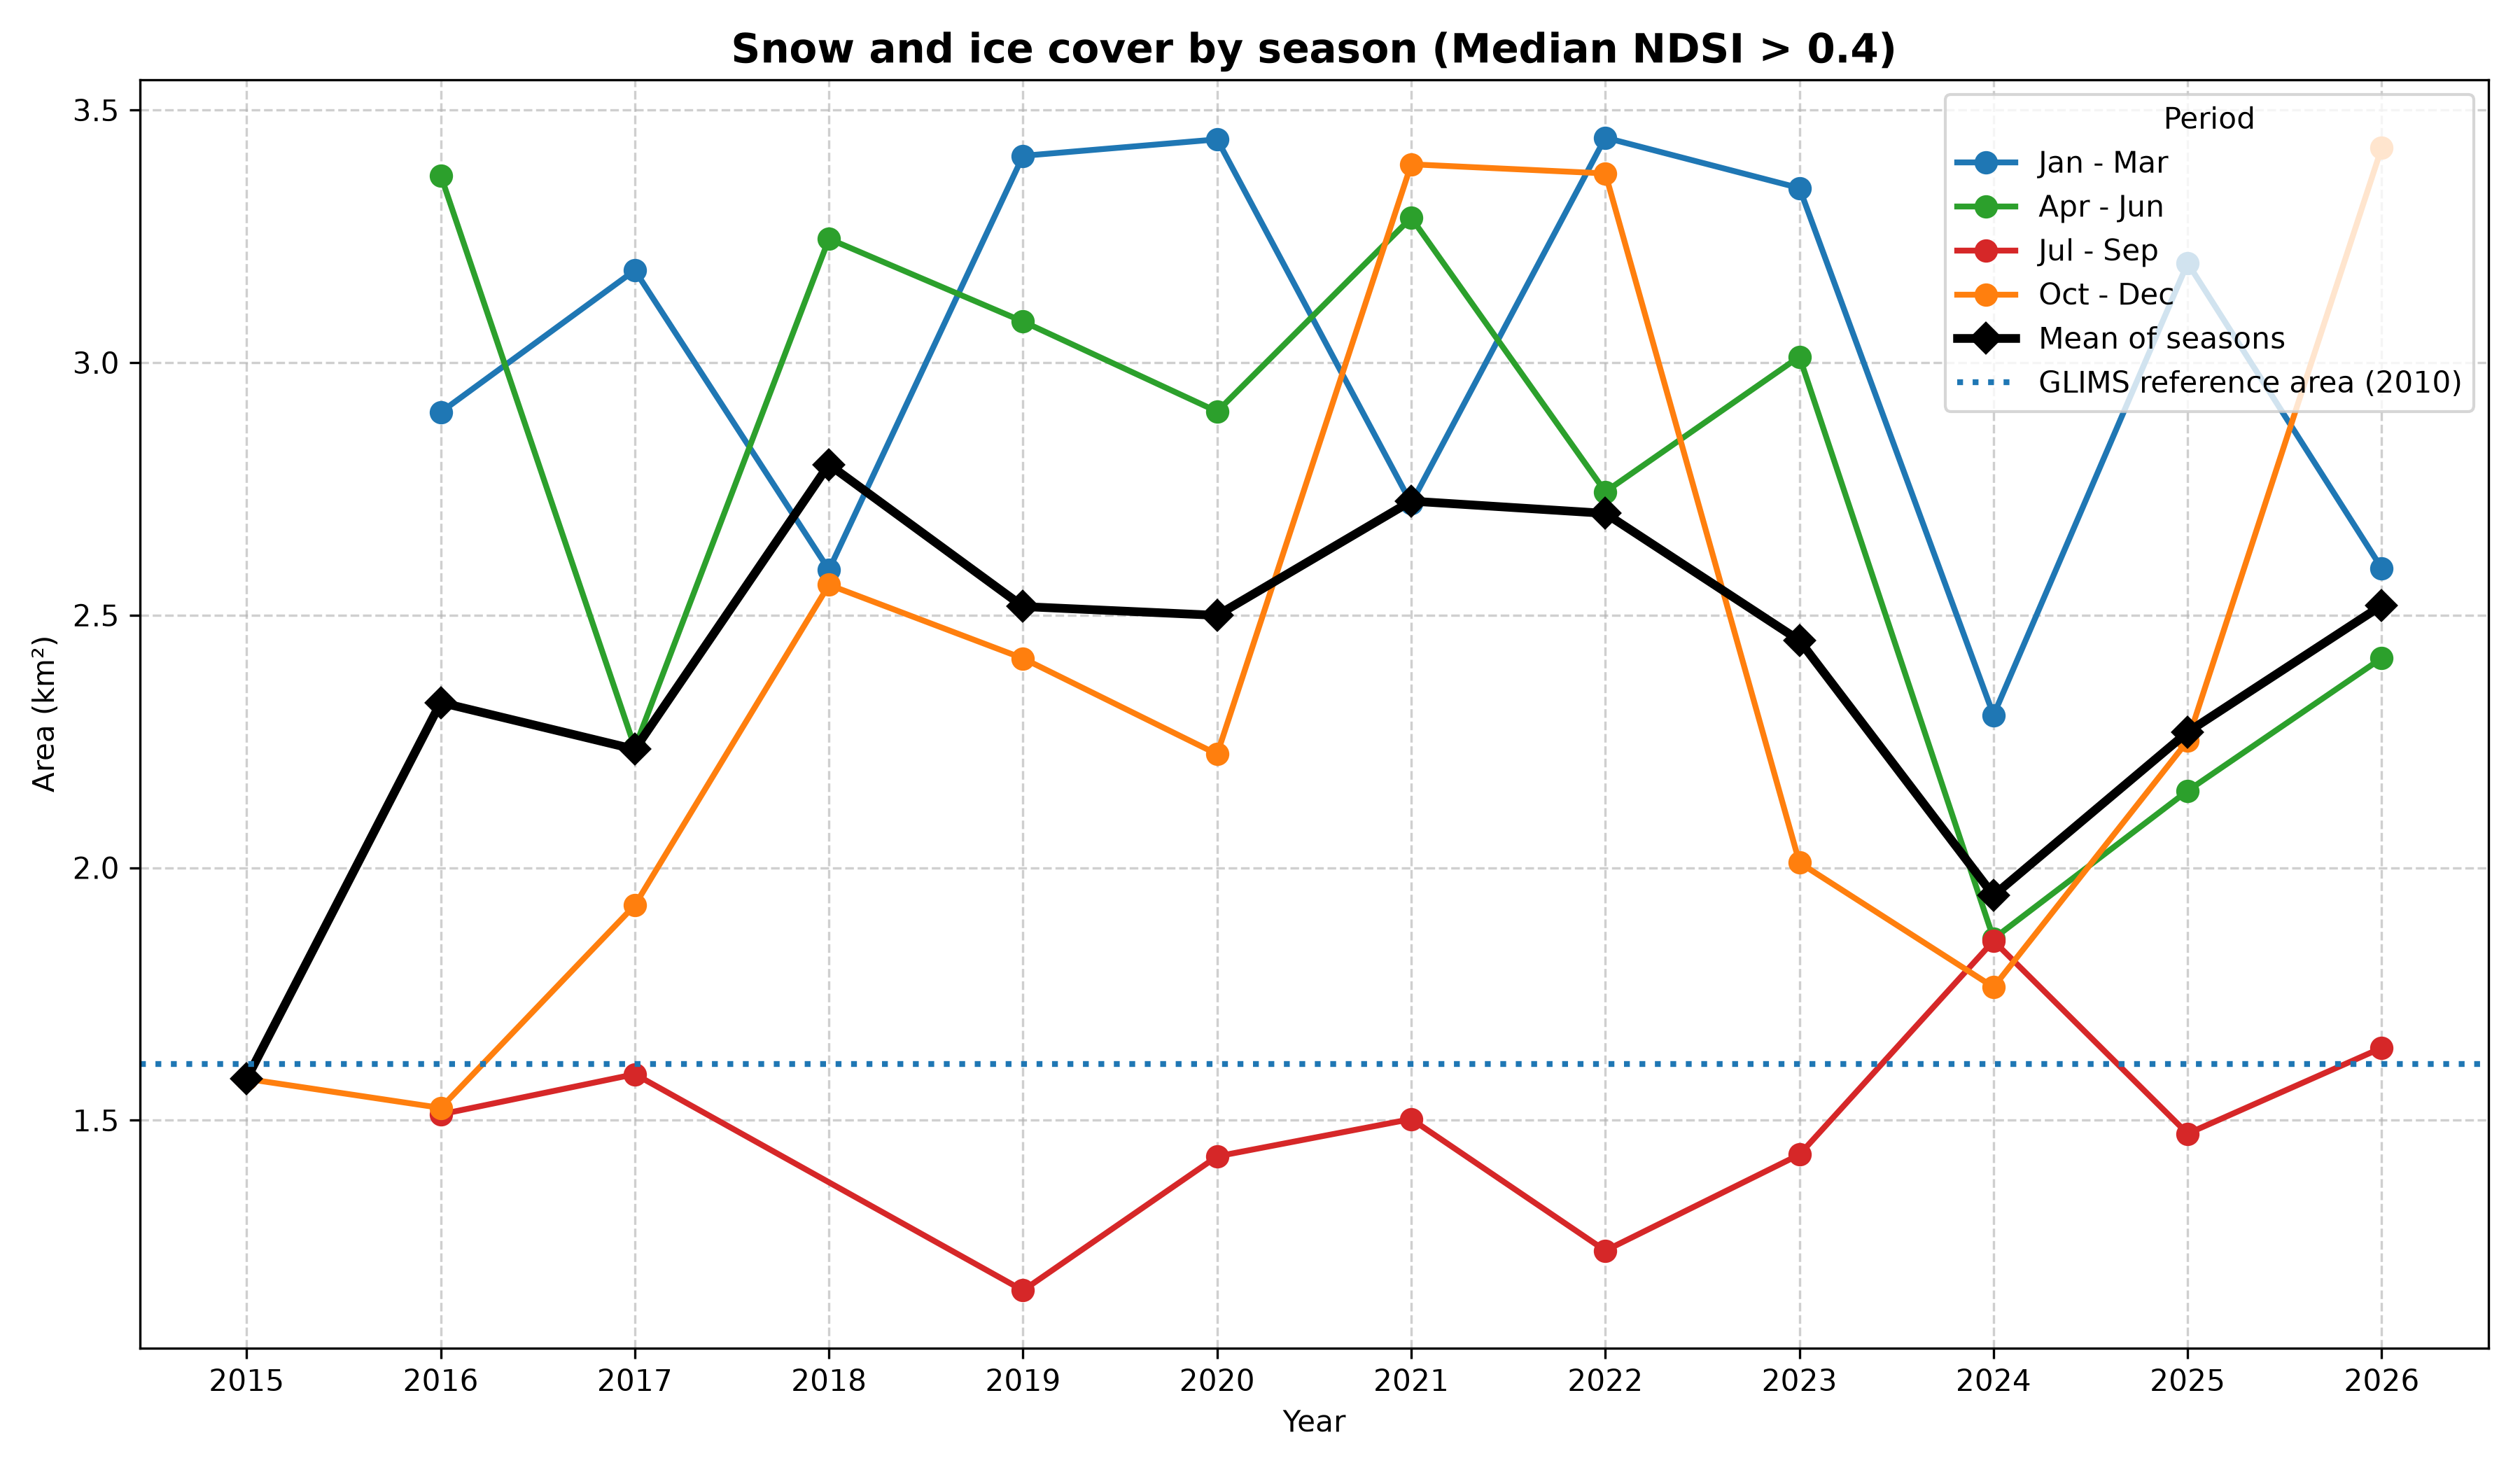 Snow and ice cover by season (Median NDSI > 0.4)
Period
Jan - Mar
Apr - Jun
Jul - Sep
Oct - Dec
Mean of seasons
GLIMS reference area (2010)
Area (km²)
3.5
3.0
2.5
2.0
1.5
2015 2016 2017 2018 2019 2020 2021 2022 2023 2024 2025 2026
Year